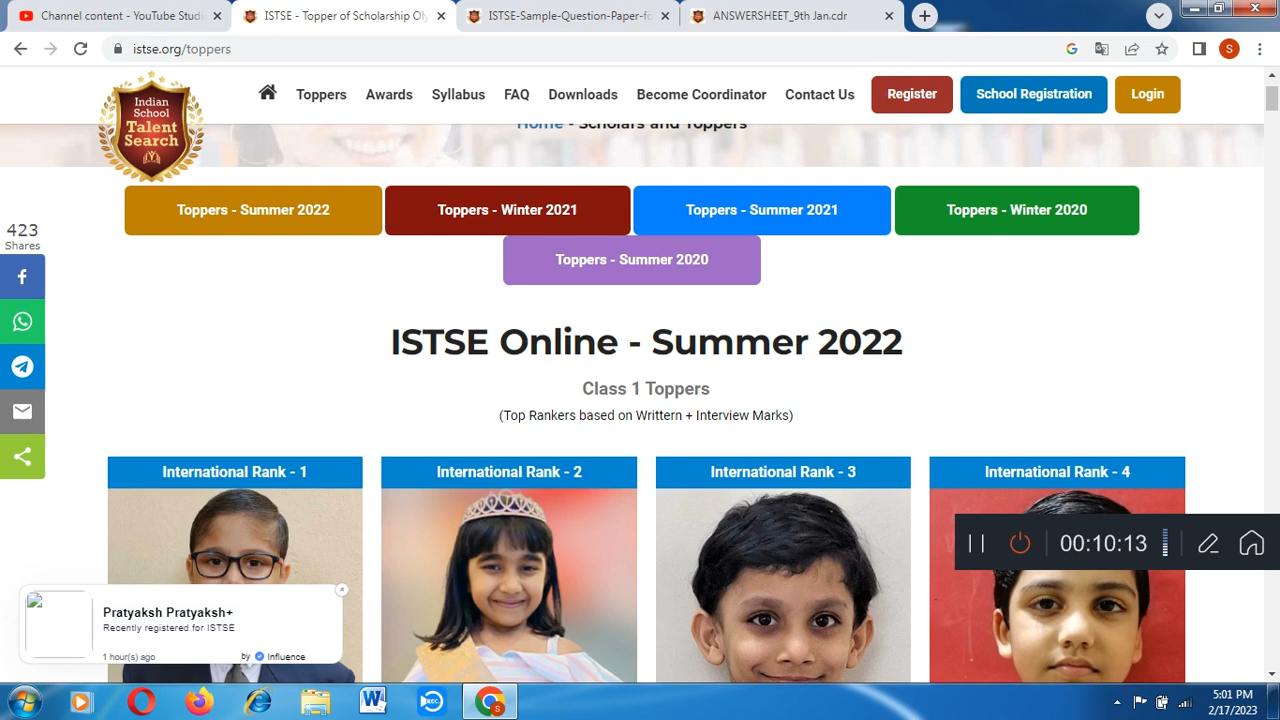 Channel content - YouTube Studi
ISTSE - Topper of Scholarship Oly
ISTSE-Sample-Question-Paper-fo
ANSWERSHEET_9th Jan.cdr
istse.org/toppers
S
Indian
School
Talent
Search
Toppers
Awards
Syllabus
FAQ
Downloads
Become Coordinator
Contact Us
Register
School Registration
Login
Home - Scholars and Toppers
Toppers - Summer 2022
Toppers - Winter 2021
Toppers - Summer 2021
Toppers - Winter 2020
Toppers - Summer 2020
423
Shares
ISTSE Online - Summer 2022
Class 1 Toppers
(Top Rankers based on Writtern + Interview Marks)
International Rank - 1
International Rank - 2
International Rank - 3
International Rank - 4
00:10:13
Pratyaksh Pratyaksh+
Recently registered for ISTSE
1 hour(s) ago
by Influence
REC
S
5:01 PM
2/17/2023